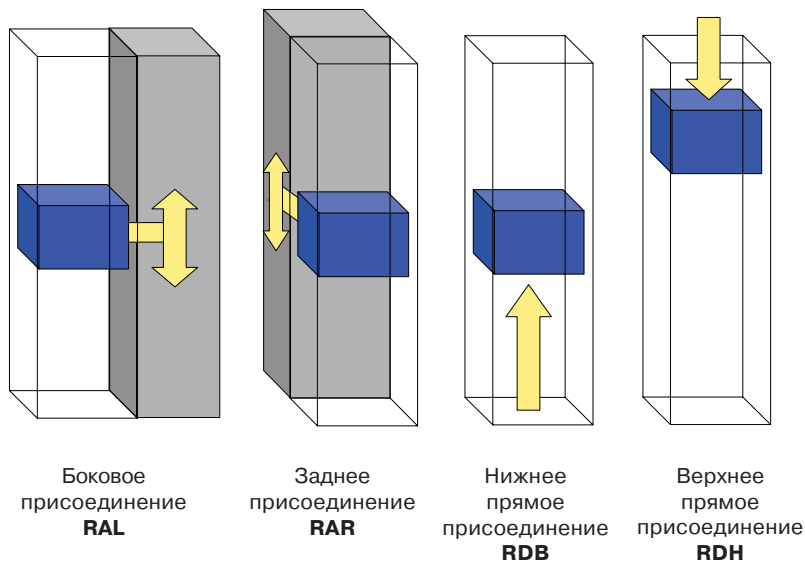 Боковое
присоединение
RAL
Заднее
присоединение
RAR
Нижнее
прямое
присоединение
RDB
Верхнее
прямое
присоединение
RDH